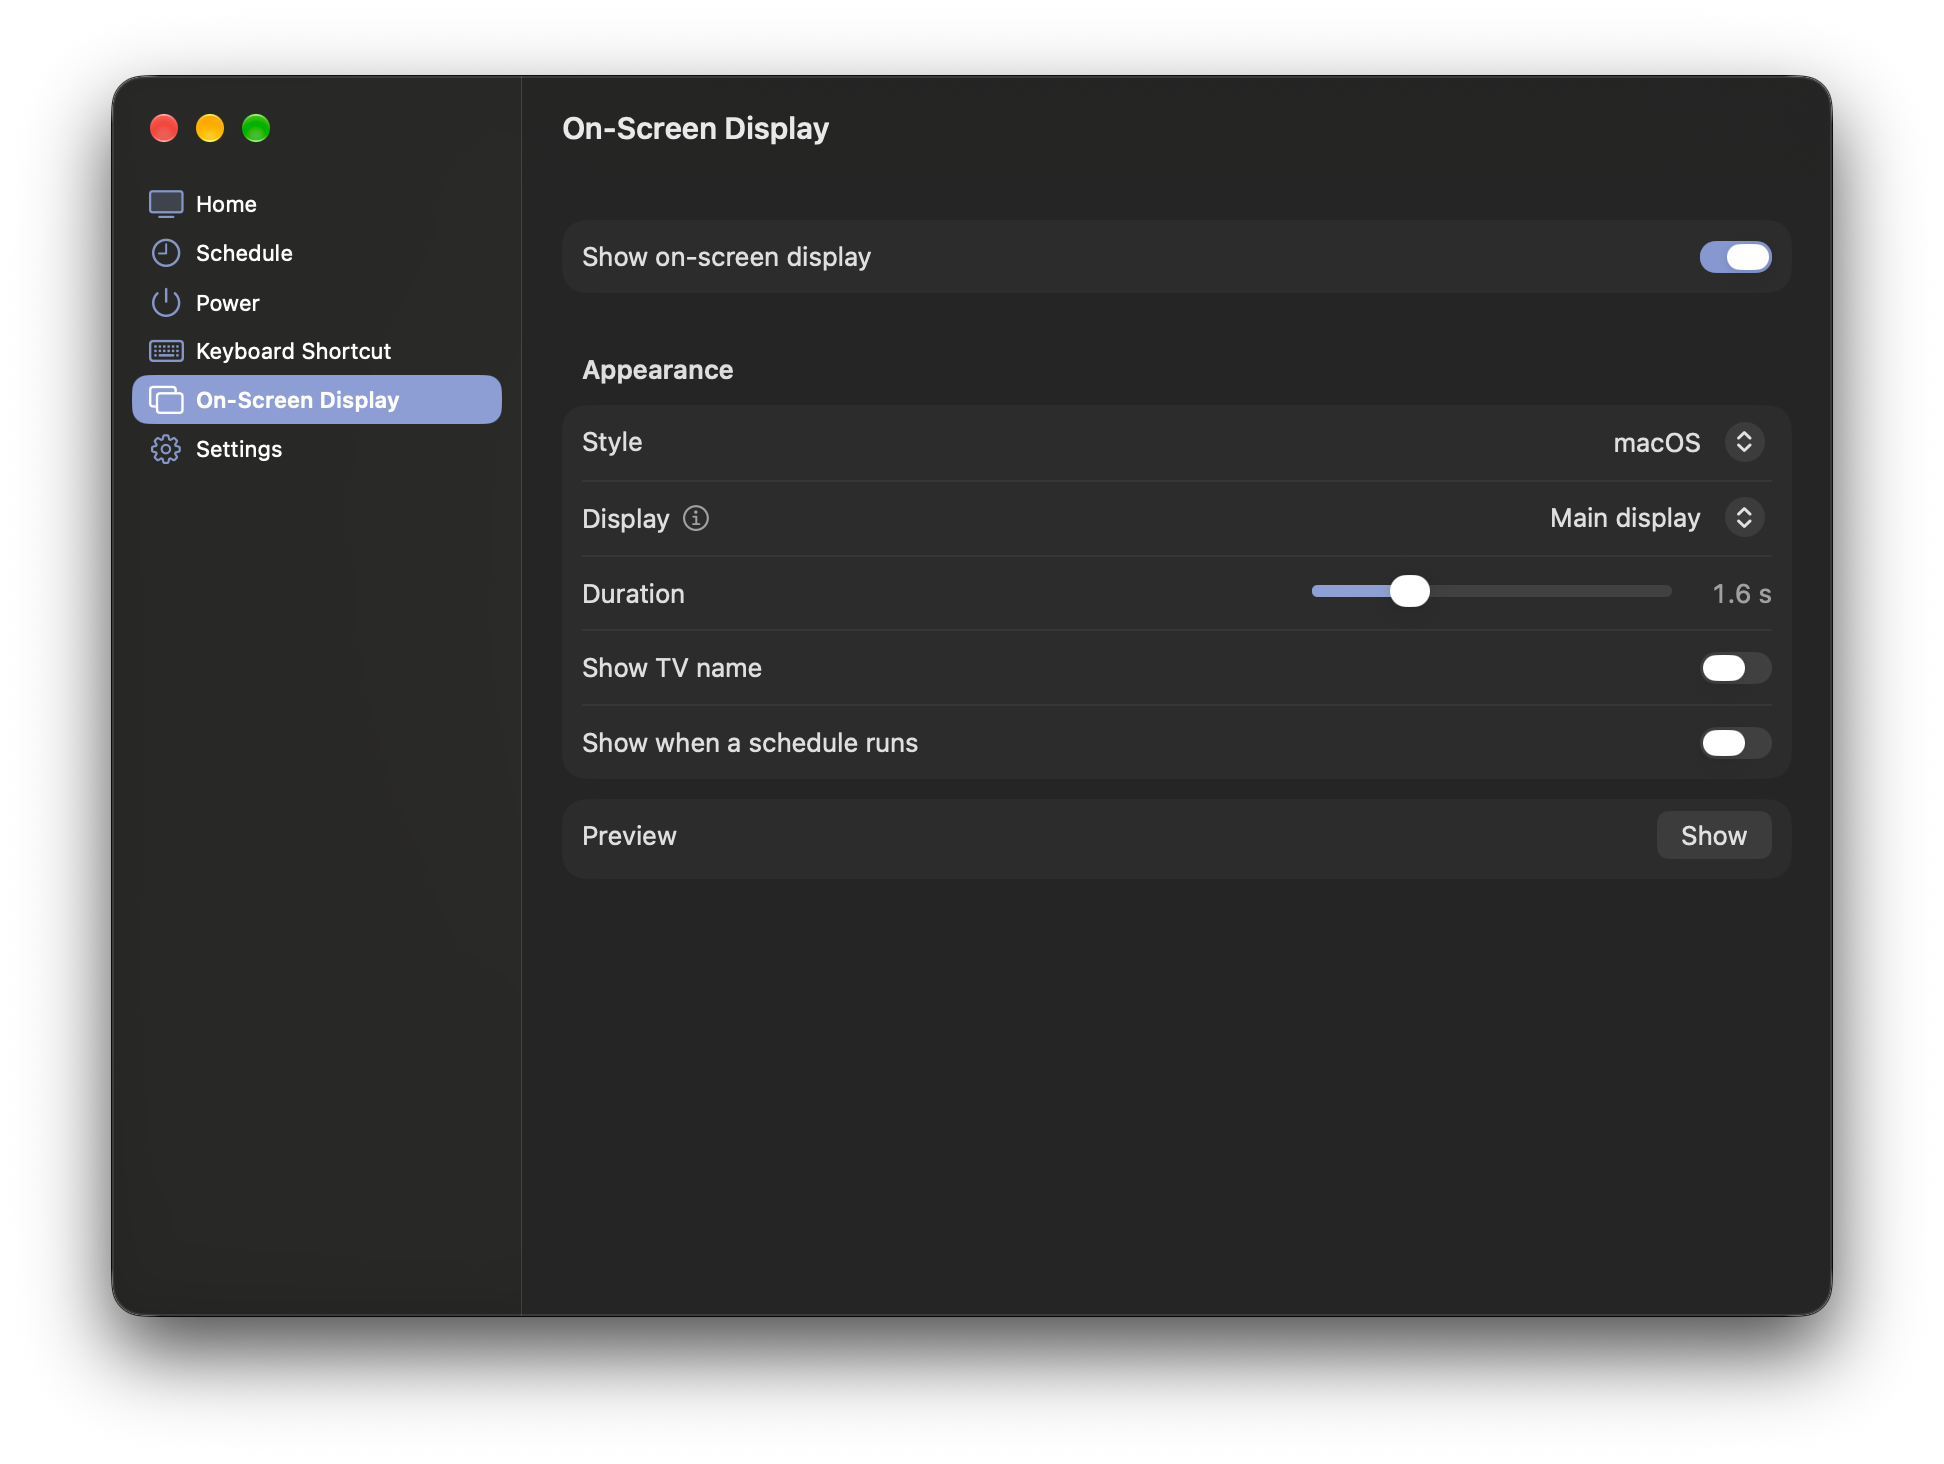 On-Screen Display
Home
Schedule
Power
Keyboard Shortcut
On-Screen Display
Settings
Show on-screen display
Appearance
Style macOS
Display Main display
Duration 1.6 s
Show TV name
Show when a schedule runs
Preview Show